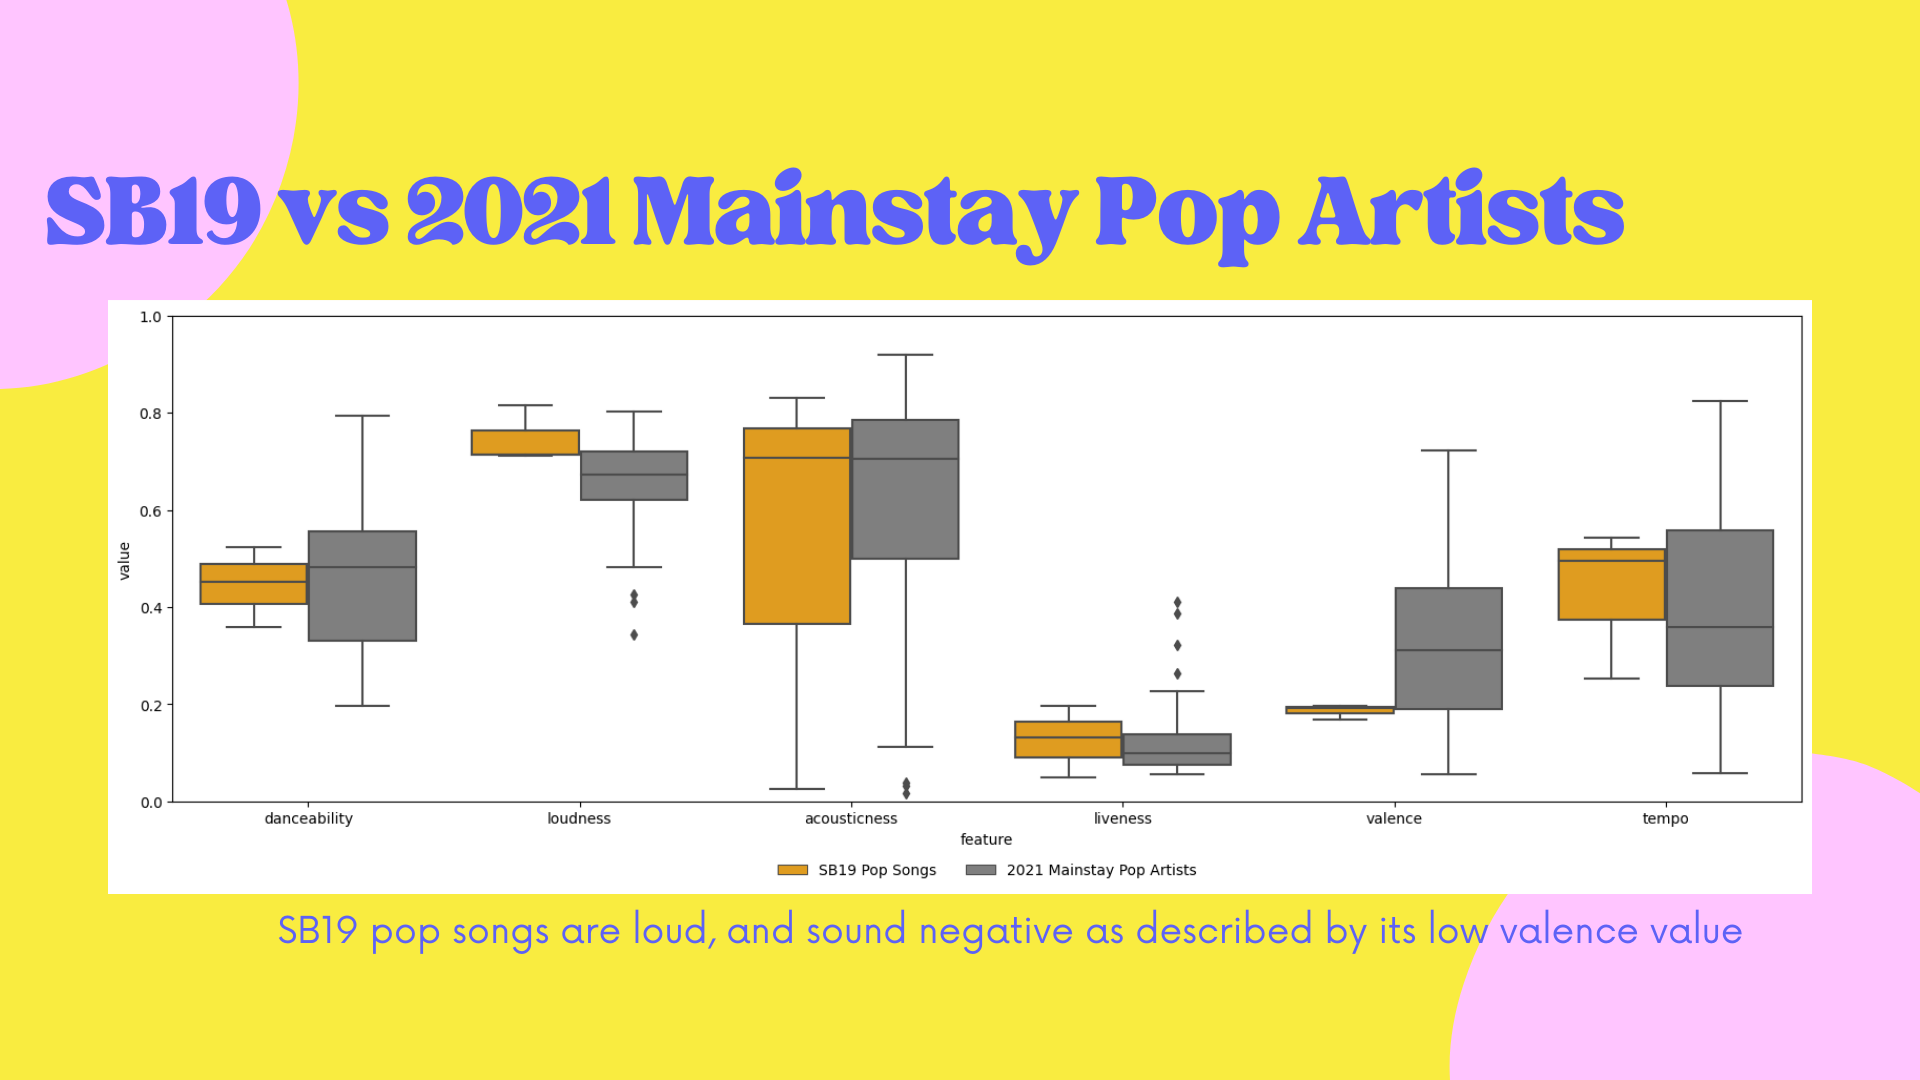 SB19 vs 2021 Mainstay Pop Artists
1.0
0.8
0.6
0.4
0.2
0.0
value
danceability loudness acousticness liveness valence tempo
feature
SB19 Pop Songs 2021 Mainstay Pop Artists
SB19 pop songs are loud, and sound negative as described by its low valence value